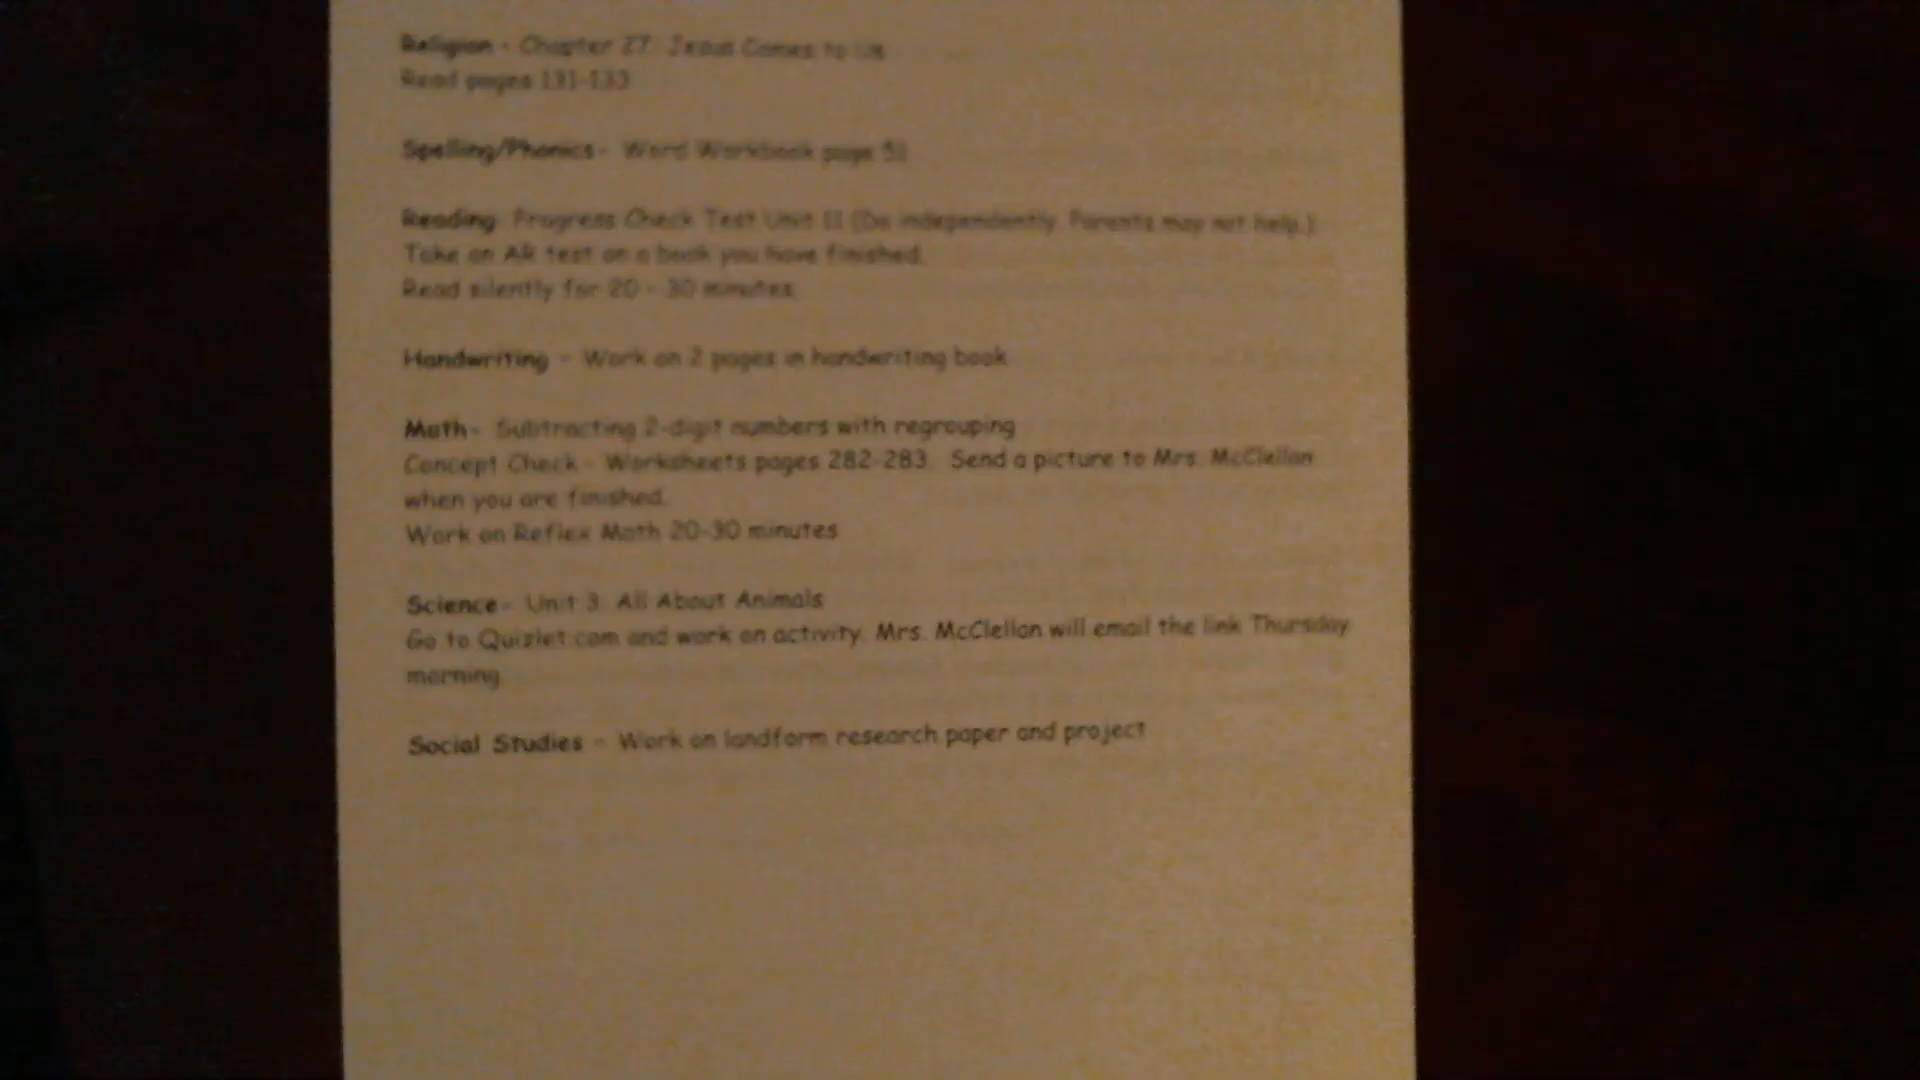 Religion - Chapter 27: Jesus Comes to Us
Read pages 131-133
Spelling/Phonics- Word Workbook page 51
Reading- Progress Check Test Unit 11 (Do independently. Parents may not help.)
Take an AR test on a book you have finished.
Read silently for 20 - 30 minutes
Handwriting - Work on 2 pages in handwriting book
Math- Subtracting 2-digit numbers with regrouping
Concept Check - Worksheets pages 282-283. Send a picture to Mrs. McClellan
when you are finished.
Work on Reflex Math 20-30 minutes
Science- Unit 3: All About Animals
Go to Quizlet.com and work on activity. Mrs. McClellan will email the link Thursday
morning.
Social Studies - Work on landform research paper and project